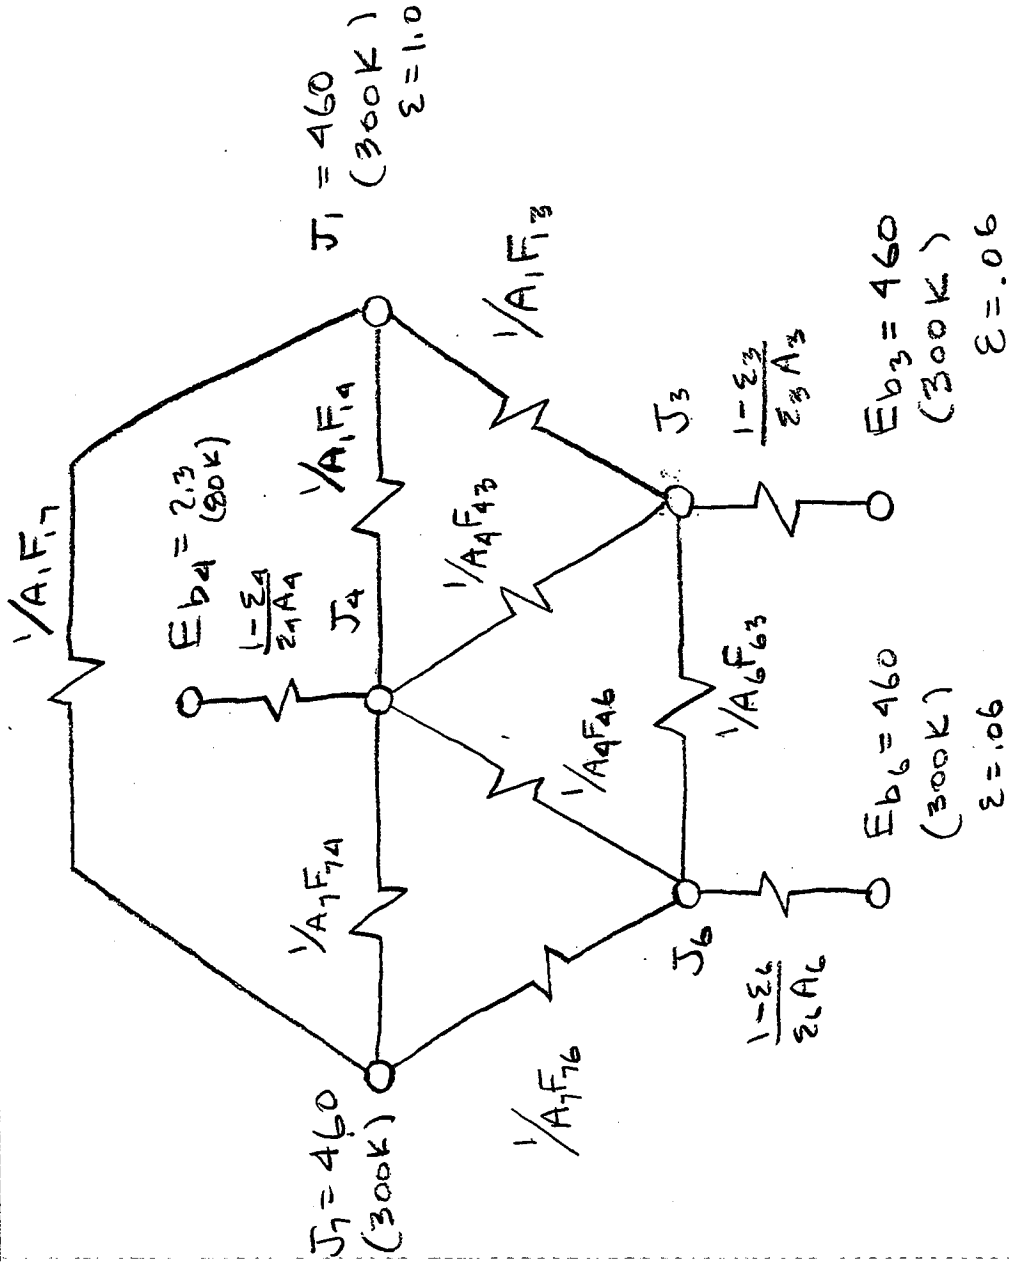 1/A₁F₁₇
Eb₄ = 2.3
(80K)
1-ε₄
ε₄A₄
J₁ = 460
(300K)
ε = 1.0
1/A₇F₇₄
J₄
1/A₁F₁₄
J₇ = 460
(300K)
1/A₄F₄₃
1/A₁F₁₃
1/A₄F₄₆
1/A₇F₇₆
J₆
1/A₆F₆₃
J₃
1-ε₆
ε₆A₆
1-ε₃
ε₃A₃
Eb₆ = 460
(300K)
ε = .06
Eb₃ = 460
(300K)
ε = .06